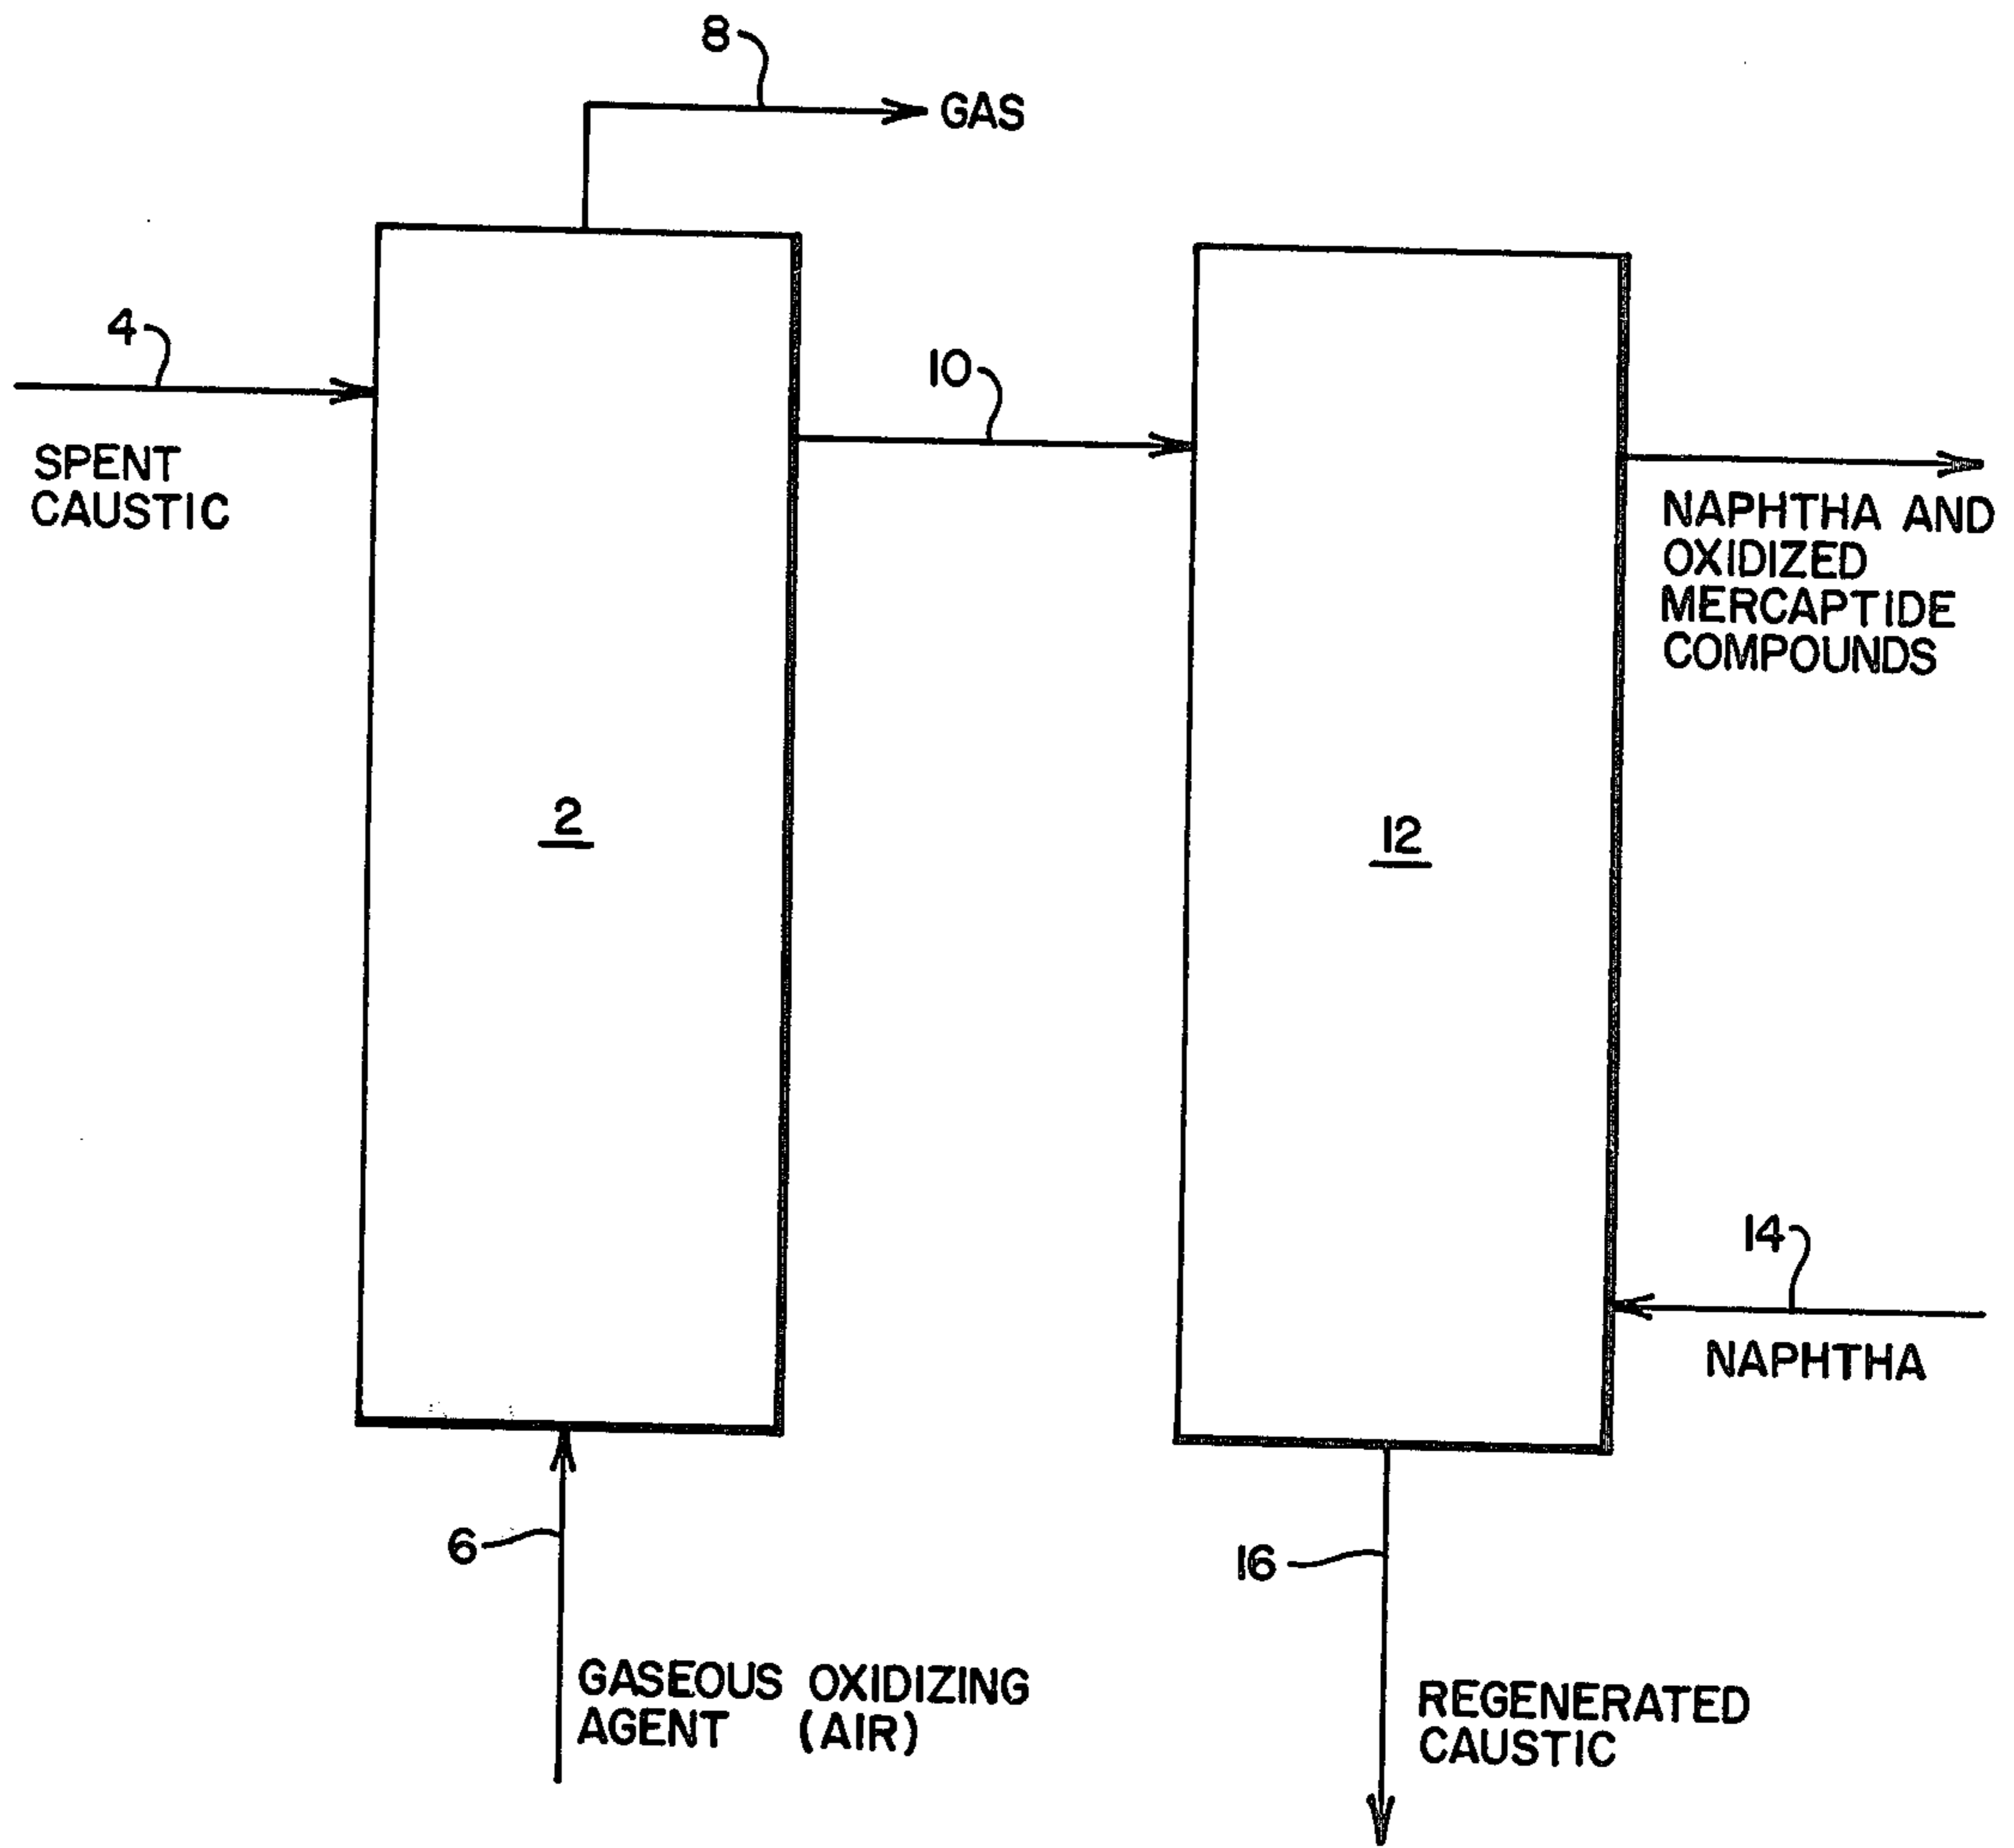 8
GAS
4
SPENT
CAUSTIC
10
NAPHTHA AND
OXIDIZED
MERCAPTIDE
COMPOUNDS
2
12
14
NAPHTHA
6
16
GASEOUS OXIDIZING
AGENT (AIR)
REGENERATED
CAUSTIC